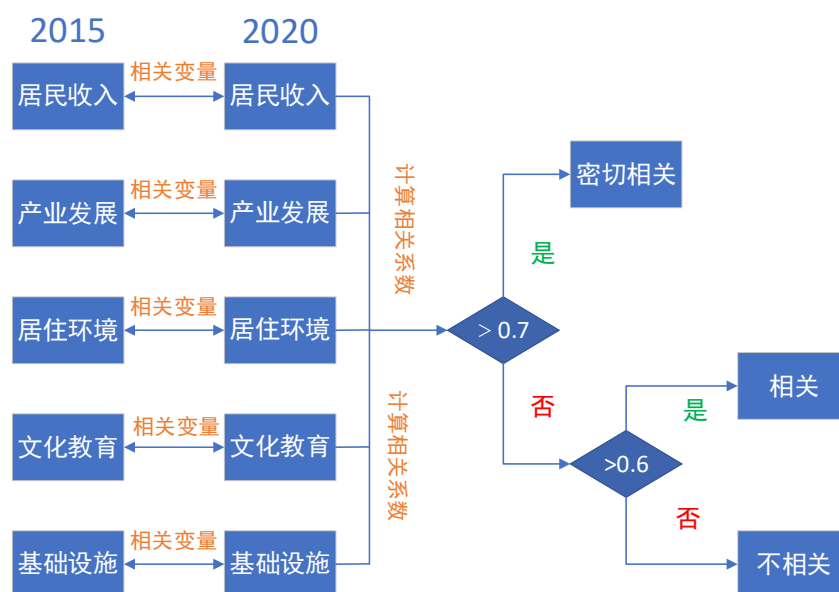 2015
2020
居民收入
相关变量
居民收入
产业发展
相关变量
产业发展
居住环境
相关变量
居住环境
文化教育
相关变量
文化教育
基础设施
相关变量
基础设施
计算相关系数
计算相关系数
＞0.7
是
密切相关
否
>0.6
是
相关
否
不相关